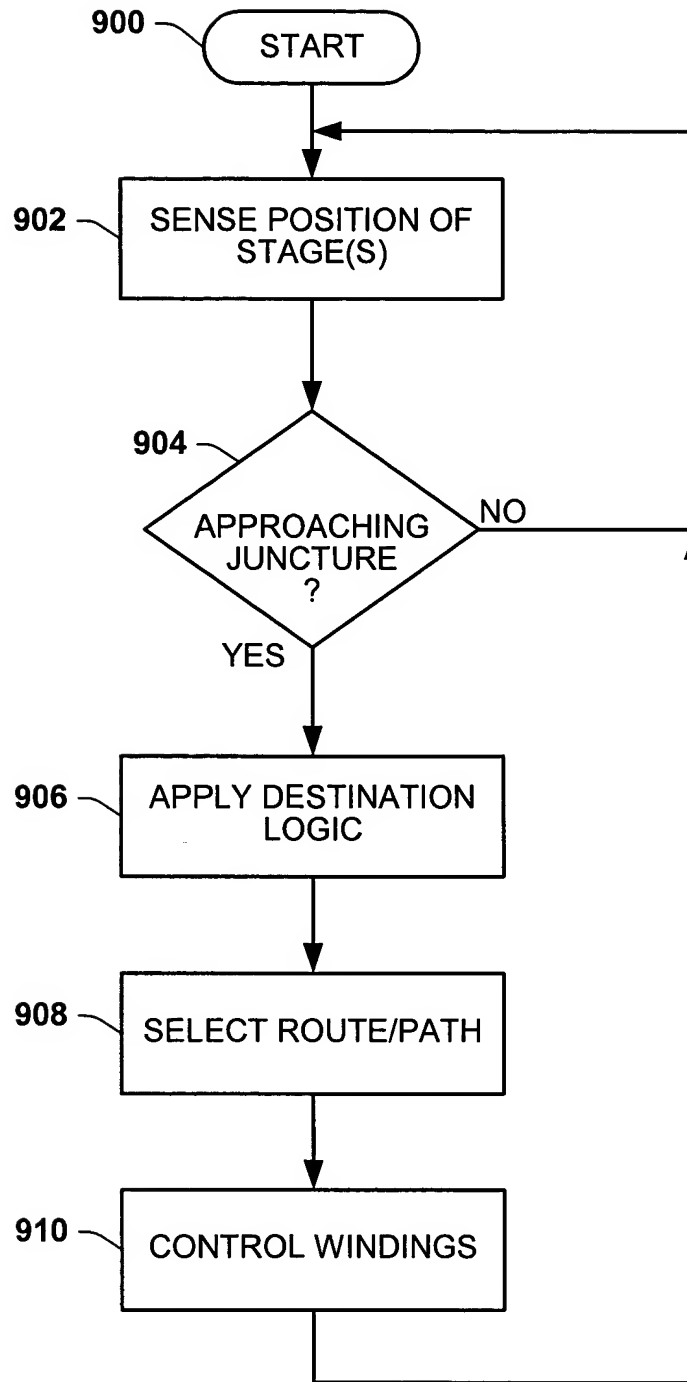 900
START
902
SENSE POSITION OF
STAGE(S)
904
APPROACHING
JUNCTURE
?
NO
YES
906
APPLY DESTINATION
LOGIC
908
SELECT ROUTE/PATH
910
CONTROL WINDINGS